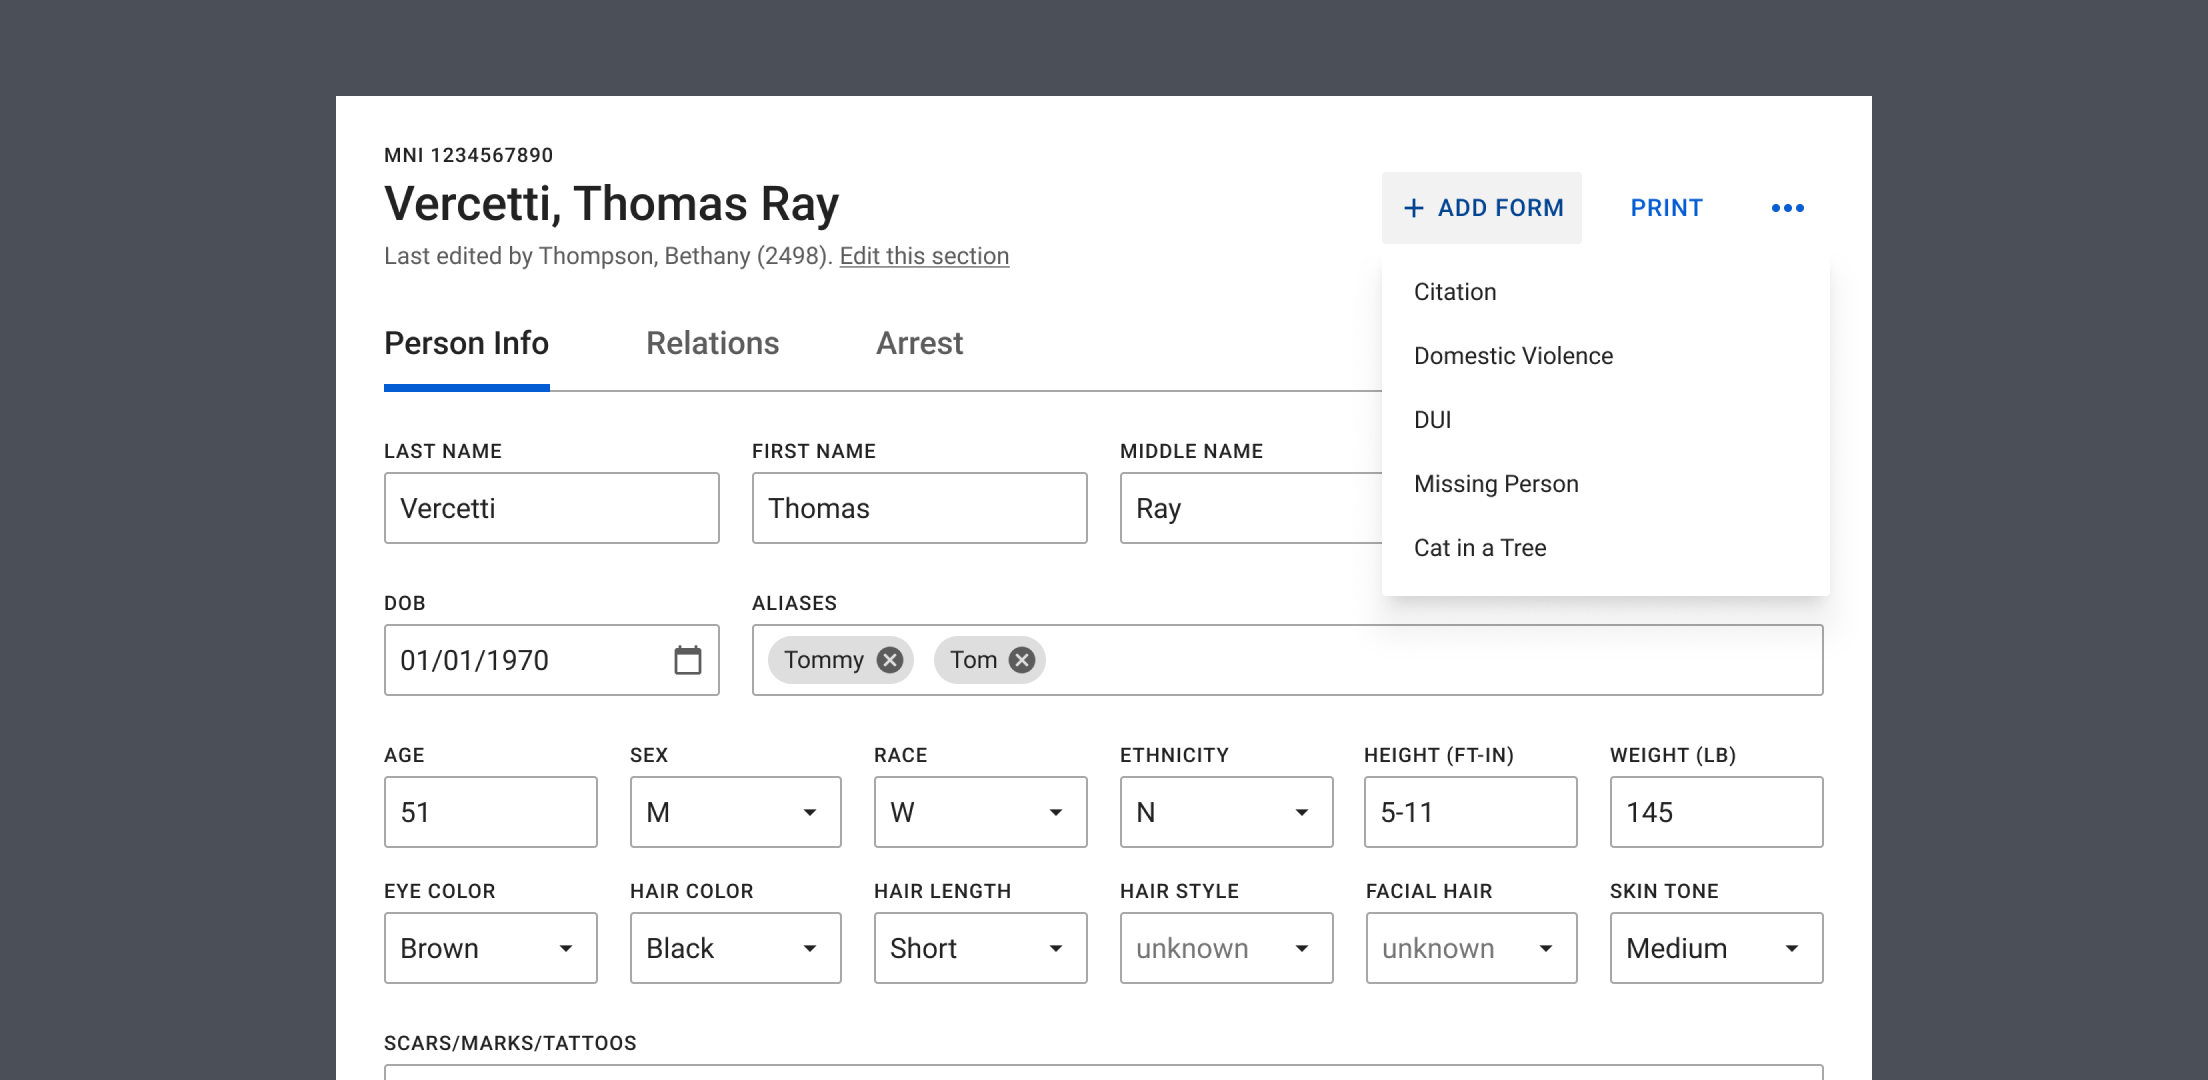 MNI 1234567890
Vercetti, Thomas Ray
+ ADD FORM
PRINT
Last edited by Thompson, Bethany (2498). Edit this section
Citation
Domestic Violence
DUI
Missing Person
Cat in a Tree
Person Info
Relations
Arrest
LAST NAME
Vercetti
FIRST NAME
Thomas
MIDDLE NAME
Ray
DOB
01/01/1970
ALIASES
Tommy
Tom
AGE
51
SEX
M
RACE
W
ETHNICITY
N
HEIGHT (FT-IN)
5-11
WEIGHT (LB)
145
EYE COLOR
Brown
HAIR COLOR
Black
HAIR LENGTH
Short
HAIR STYLE
unknown
FACIAL HAIR
unknown
SKIN TONE
Medium
SCARS/MARKS/TATTOOS